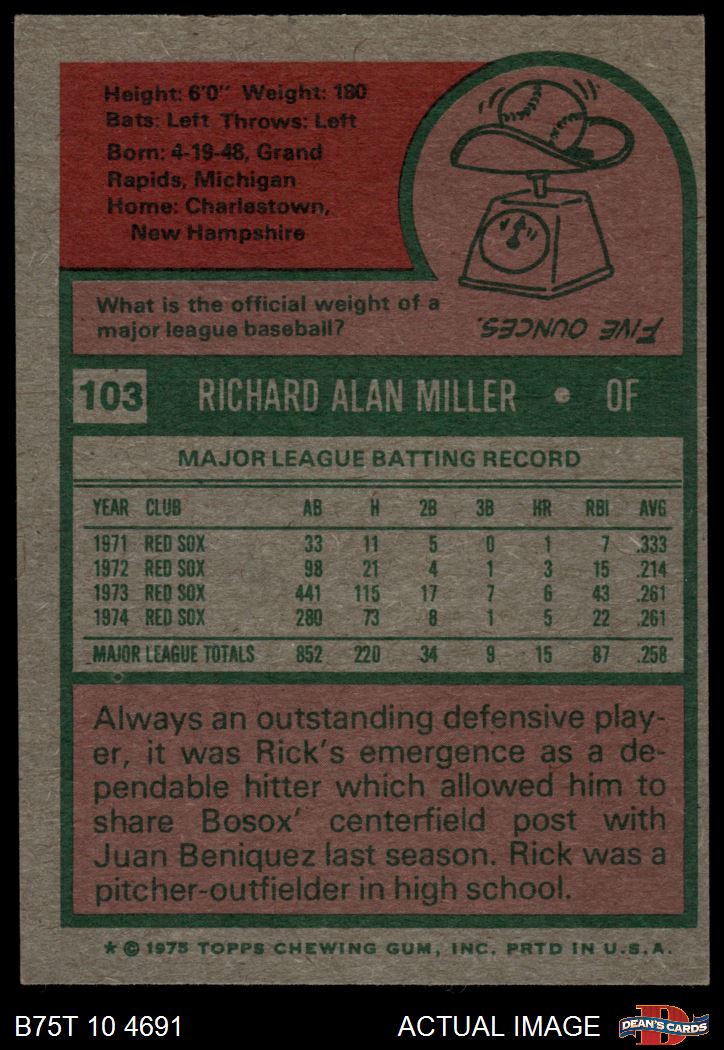 Height: 6'0" Weight: 180
Bats: Left Throws: Left
Born: 4-19-48, Grand
Rapids, Michigan
Home: Charlestown,
New Hampshire
What is the official weight of a
major league baseball?
FIVE OUNCES.
103 RICHARD ALAN MILLER • OF
MAJOR LEAGUE BATTING RECORD
YEAR CLUB AB H 2B 3B HR RBI AVG
1971 RED SOX 33 11 5 0 1 7 .333
1972 RED SOX 98 21 4 1 3 15 .214
1973 RED SOX 441 115 17 7 6 43 .261
1974 RED SOX 280 73 8 1 5 22 .261
MAJOR LEAGUE TOTALS 852 220 34 9 15 87 .258
Always an outstanding defensive play-
er, it was Rick's emergence as a de-
pendable hitter which allowed him to
share Bosox' centerfield post with
Juan Beniquez last season. Rick was a
pitcher-outfielder in high school.
* © 1975 TOPPS CHEWING GUM, INC. PRTD IN U.S.A.
B75T 10 4691 ACTUAL IMAGE DEAN'S CARDS